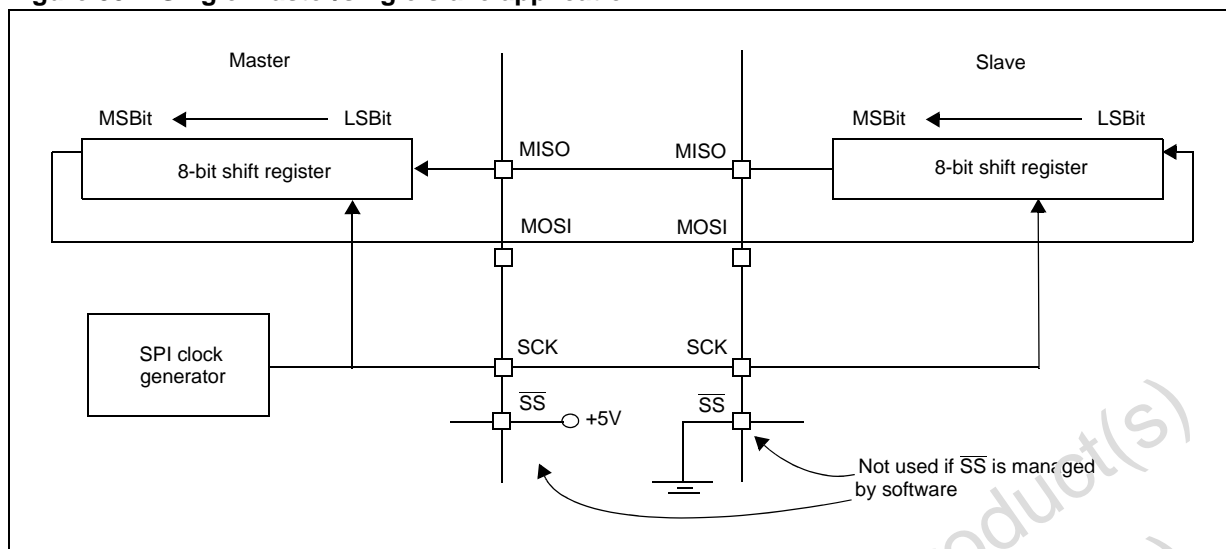 Master
Slave
MSBit
LSBit
MSBit
LSBit
8-bit shift register
MISO
MISO
8-bit shift register
MOSI
MOSI
SPI clock
generator
SCK
SCK
SS
+5V
SS
Not used if SS is managed
by software